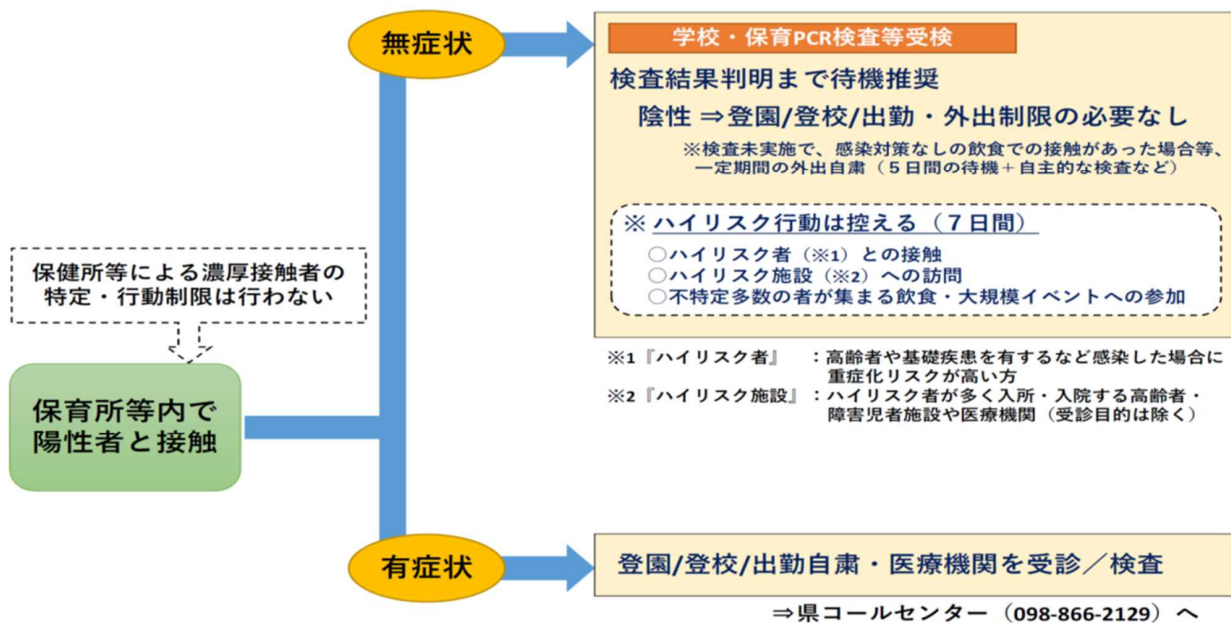 保健所等による濃厚接触者の
特定・行動制限は行わない
保育所等内で
陽性者と接触
無症状
学校・保育PCR検査等受検
検査結果判明まで待機推奨
陰性 ⇒登園/登校/出勤・外出制限の必要なし
※検査未実施で、感染対策なしの飲食での接触があった場合等、
一定期間の外出自粛（５日間の待機＋自主的な検査など）
※ ハイリスク行動は控える（７日間）
○ハイリスク者（※1）との接触
○ハイリスク施設（※2）への訪問
○不特定多数の者が集まる飲食・大規模イベントへの参加
※1『ハイリスク者』 ：高齢者や基礎疾患を有するなど感染した場合に
重症化リスクが高い方
※2『ハイリスク施設』：ハイリスク者が多く入所・入院する高齢者・
障害児者施設や医療機関（受診目的は除く）
有症状
登園/登校/出勤自粛・医療機関を受診／検査
⇒県コールセンター（098-866-2129）へ